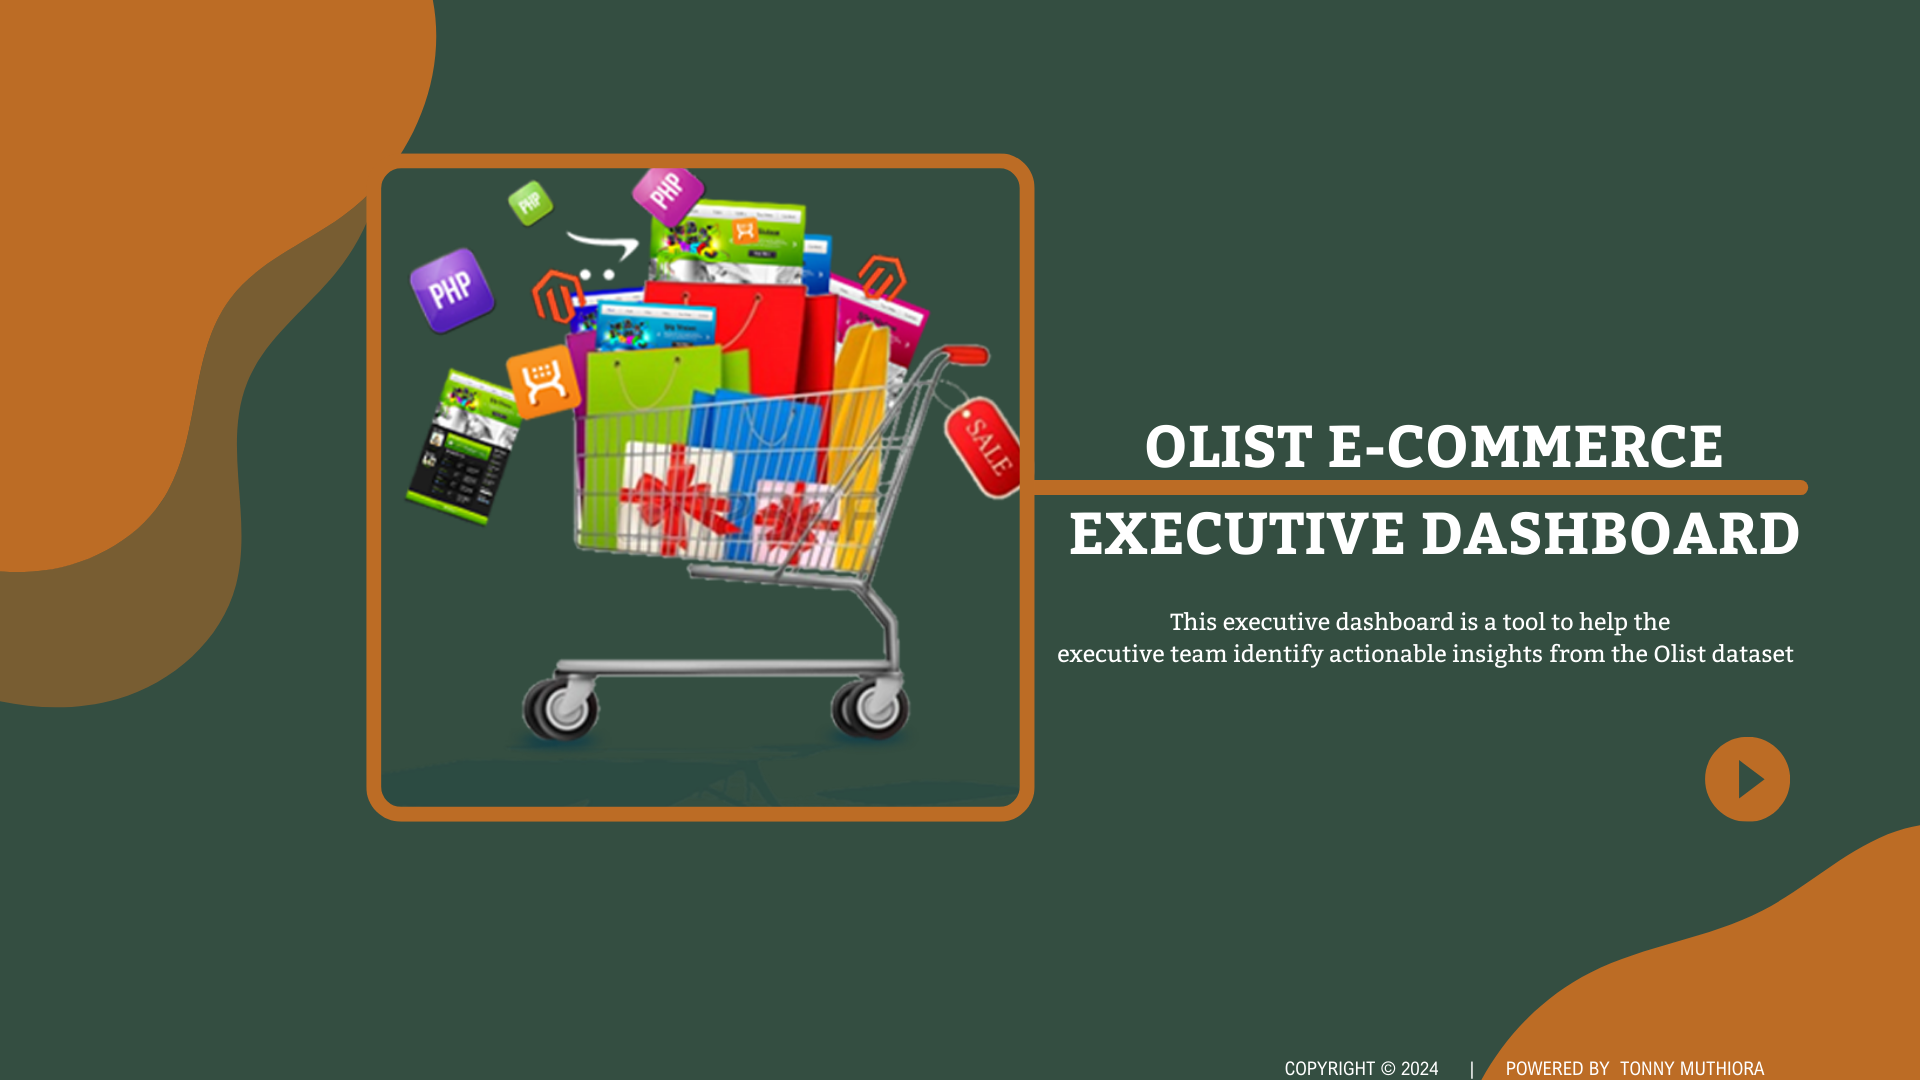 PHP
PHP
PHP
SALE
OLIST E-COMMERCE
EXECUTIVE DASHBOARD
This executive dashboard is a tool to help the
executive team identify actionable insights from the Olist dataset
COPYRIGHT © 2024 | POWERED BY TONNY MUTHIORA